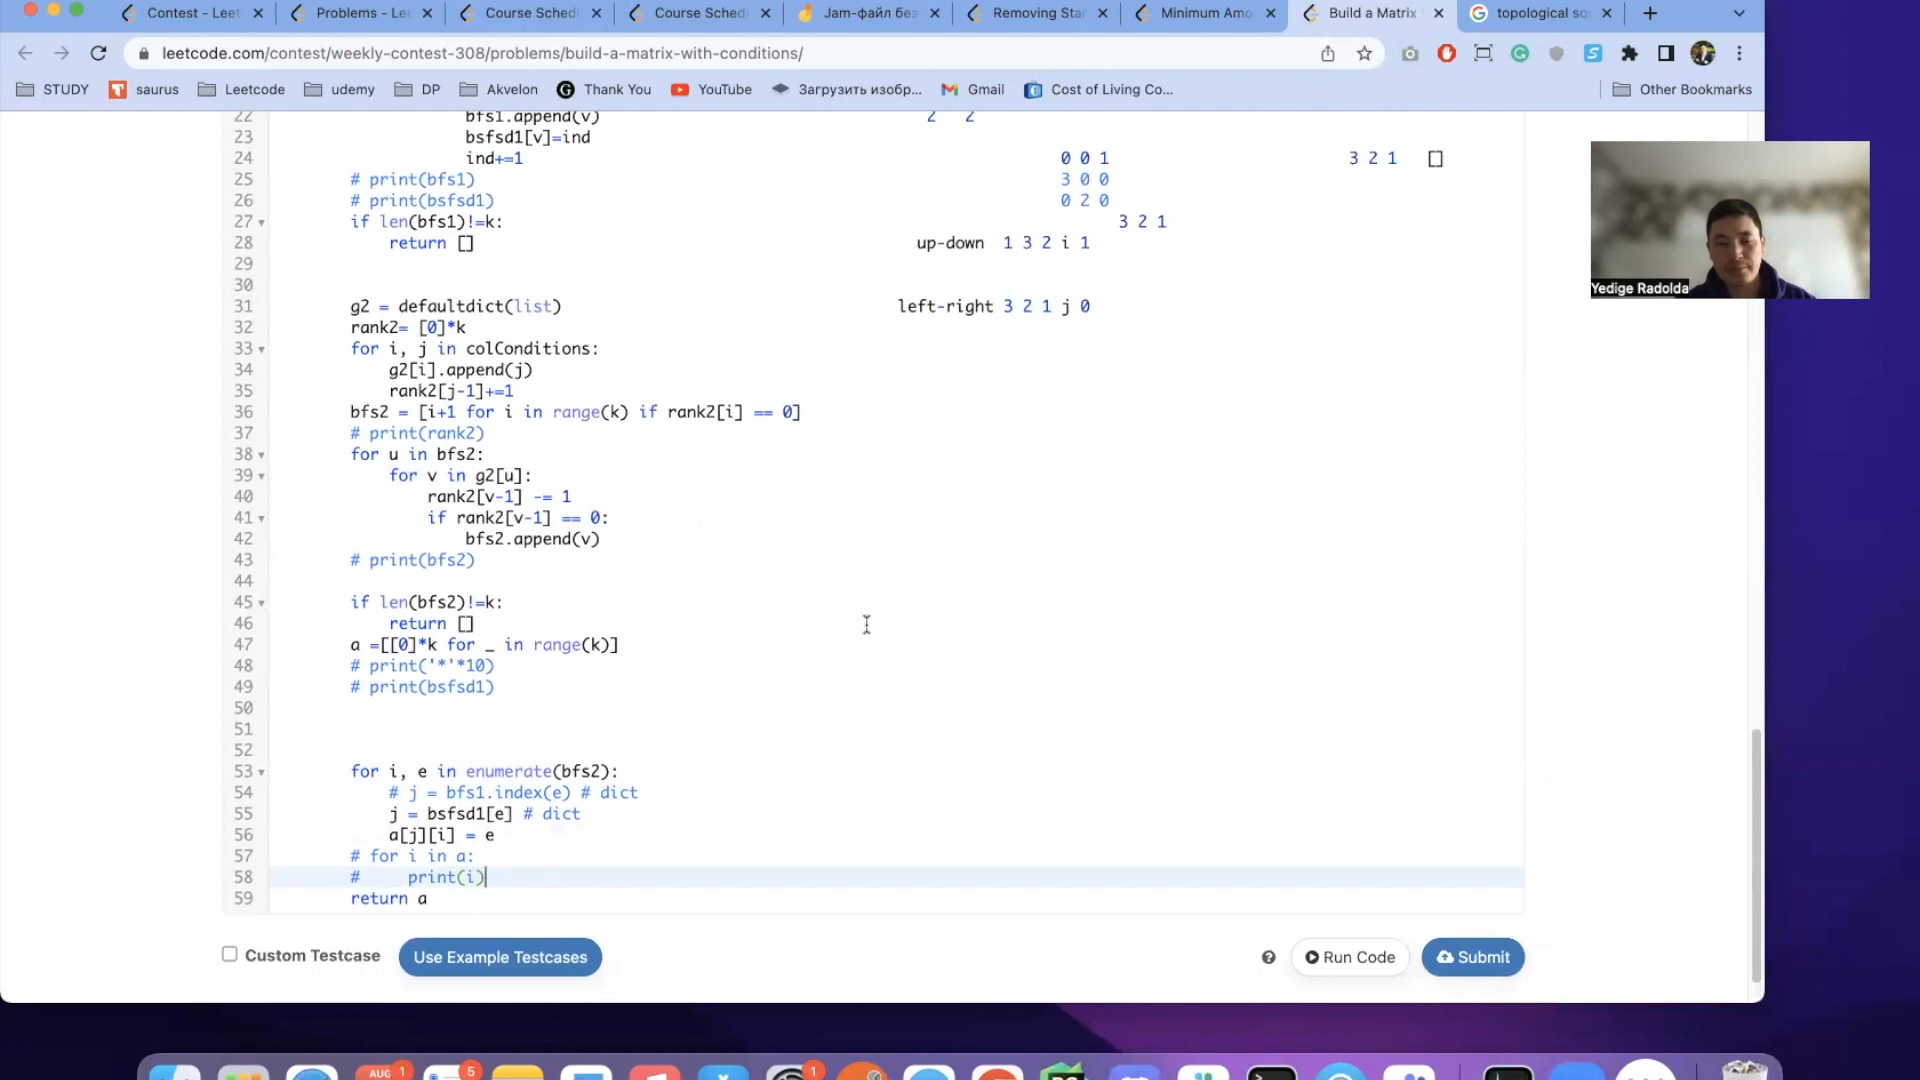 Contest - Leet
Problems - Lee
Course Sched
Course Sched
Jam-файл без
Removing Star
Minimum Amo
Build a Matrix
topological so
leetcode.com/contest/weekly-contest-308/problems/build-a-matrix-with-conditions/
STUDY
saurus
Leetcode
udemy
DP
Akvelon
Thank You
YouTube
Загрузить изобр...
Gmail
Cost of Living Co...
Other Bookmarks
22 bfs1.append(v) 2 2
23 bsfsd1[v]=ind
24 ind+=1 0 0 1 3 2 1 []
25 # print(bfs1) 3 0 0
26 # print(bsfsd1) 0 2 0
27 if len(bfs1)!=k: 3 2 1
28 return [] up-down 1 3 2 i 1
29
30
31 g2 = defaultdict(list) left-right 3 2 1 j 0
32 rank2= [0]*k
33 for i, j in colConditions:
34 g2[i].append(j)
35 rank2[j-1]+=1
36 bfs2 = [i+1 for i in range(k) if rank2[i] == 0]
37 # print(rank2)
38 for u in bfs2:
39 for v in g2[u]:
40 rank2[v-1] -= 1
41 if rank2[v-1] == 0:
42 bfs2.append(v)
43 # print(bfs2)
44
45 if len(bfs2)!=k:
46 return []
47 a =[[0]*k for _ in range(k)]
48 # print('*'*10)
49 # print(bsfsd1)
50
51
52
53 for i, e in enumerate(bfs2):
54 # j = bfs1.index(e) # dict
55 j = bsfsd1[e] # dict
56 a[j][i] = e
57 # for i in a:
58 # print(i)
59 return a
Yedige Radolda
Custom Testcase
Use Example Testcases
Run Code
Submit
AUG
1
5
1